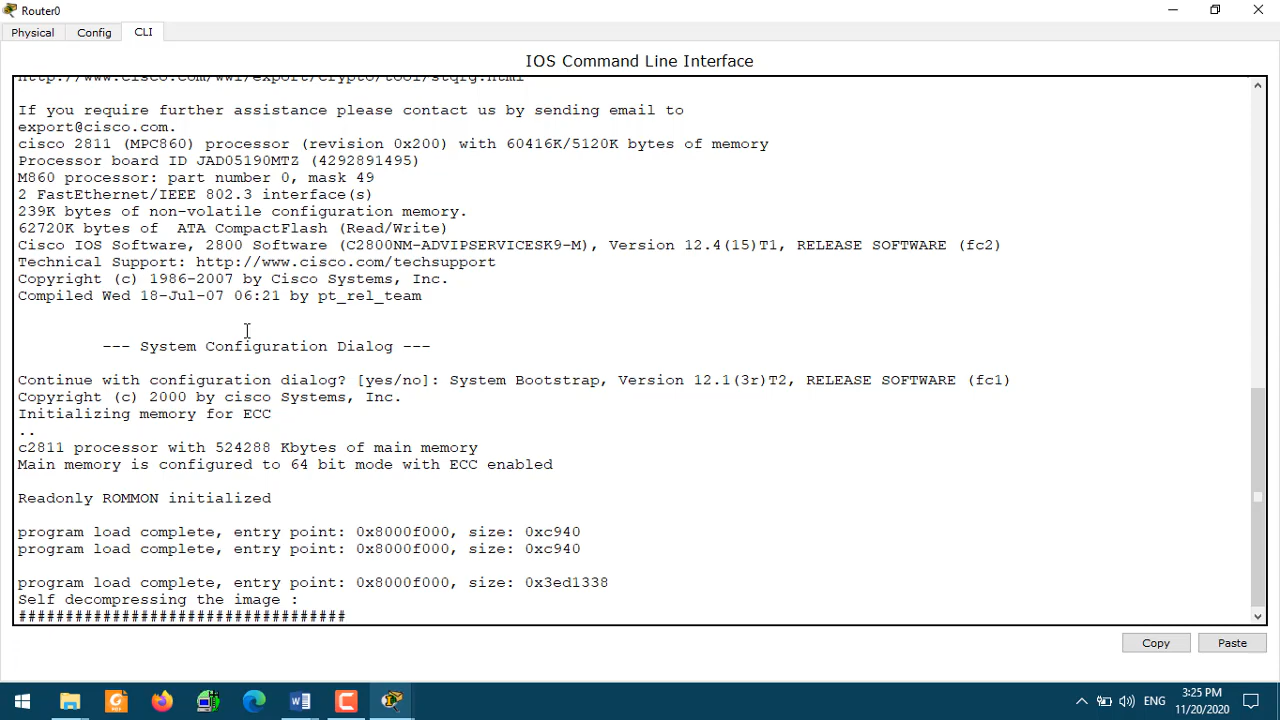 Router0
Physical Config CLI
IOS Command Line Interface
http://www.cisco.com/wwl/export/crypto/tool/stqrg.html
If you require further assistance please contact us by sending email to
export@cisco.com.
cisco 2811 (MPC860) processor (revision 0x200) with 60416K/5120K bytes of memory
Processor board ID JAD05190MTZ (4292891495)
M860 processor: part number 0, mask 49
2 FastEthernet/IEEE 802.3 interface(s)
239K bytes of non-volatile configuration memory.
62720K bytes of  ATA CompactFlash (Read/Write)
Cisco IOS Software, 2800 Software (C2800NM-ADVIPSERVICESK9-M), Version 12.4(15)T1, RELEASE SOFTWARE (fc2)
Technical Support: http://www.cisco.com/techsupport
Copyright (c) 1986-2007 by Cisco Systems, Inc.
Compiled Wed 18-Jul-07 06:21 by pt_rel_team
--- System Configuration Dialog ---
Continue with configuration dialog? [yes/no]: System Bootstrap, Version 12.1(3r)T2, RELEASE SOFTWARE (fc1)
Copyright (c) 2000 by cisco Systems, Inc.
Initializing memory for ECC
..
c2811 processor with 524288 Kbytes of main memory
Main memory is configured to 64 bit mode with ECC enabled
Readonly ROMMON initialized
program load complete, entry point: 0x8000f000, size: 0xc940
program load complete, entry point: 0x8000f000, size: 0xc940
program load complete, entry point: 0x8000f000, size: 0x3ed1338
Self decompressing the image :
###################################
Copy Paste
ENG
3:25 PM
11/20/2020